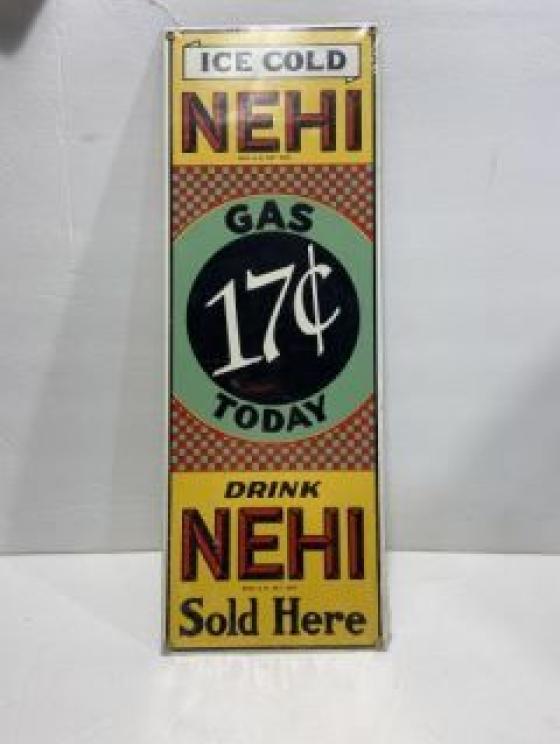 ICE COLD
NEHI
GAS
17¢
TODAY
DRINK
NEHI
Sold Here